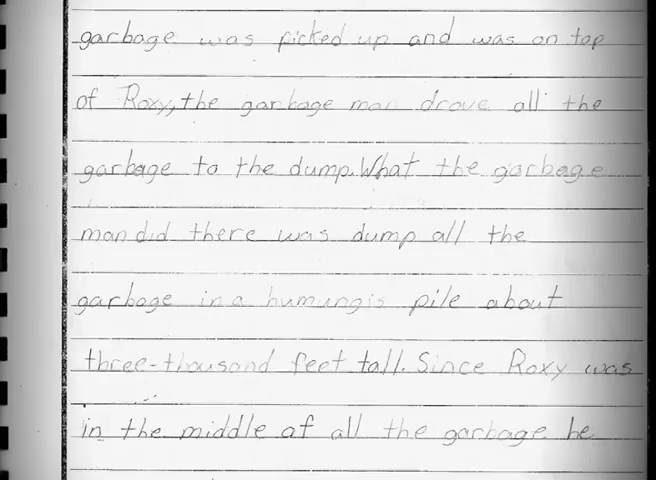 garbage was picked up and was on top
of Roxy, the garbage man drove all the
garbage to the dump. What the garbage
man did there was dump all the
garbage in a humungis pile about
three-thousand feet tall. Since Roxy was
in the middle of all the garbage he